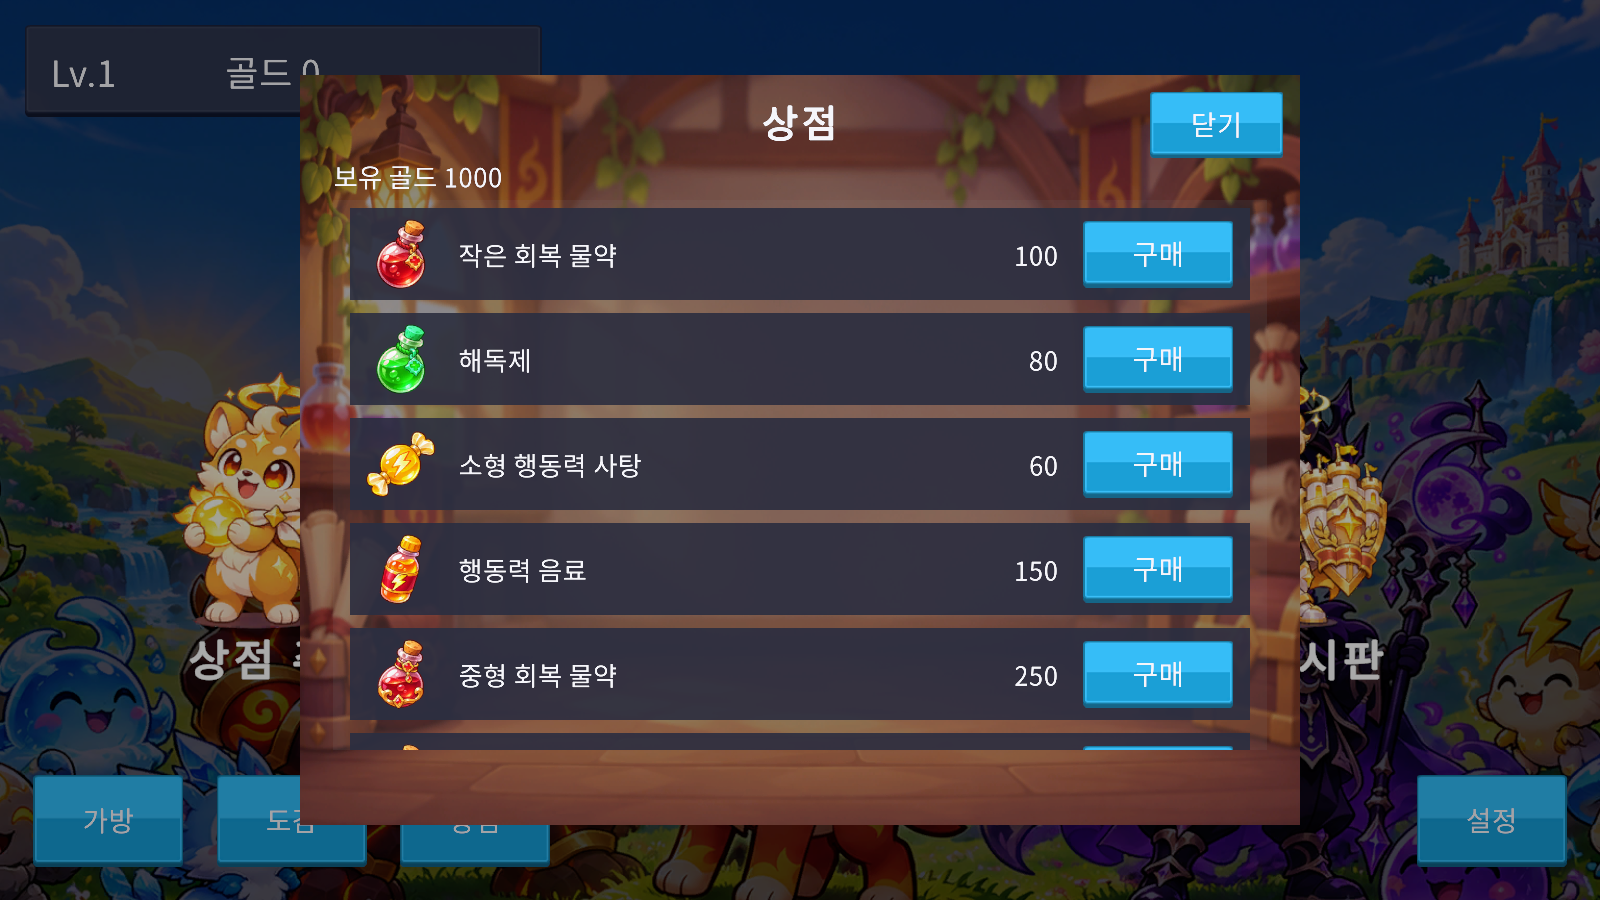 Lv.1 골드 0
상점
닫기
보유 골드 1000
작은 회복 물약 100 구매
해독제 80 구매
소형 행동력 사탕 60 구매
행동력 음료 150 구매
중형 회복 물약 250 구매
상점
시판
가방
설정